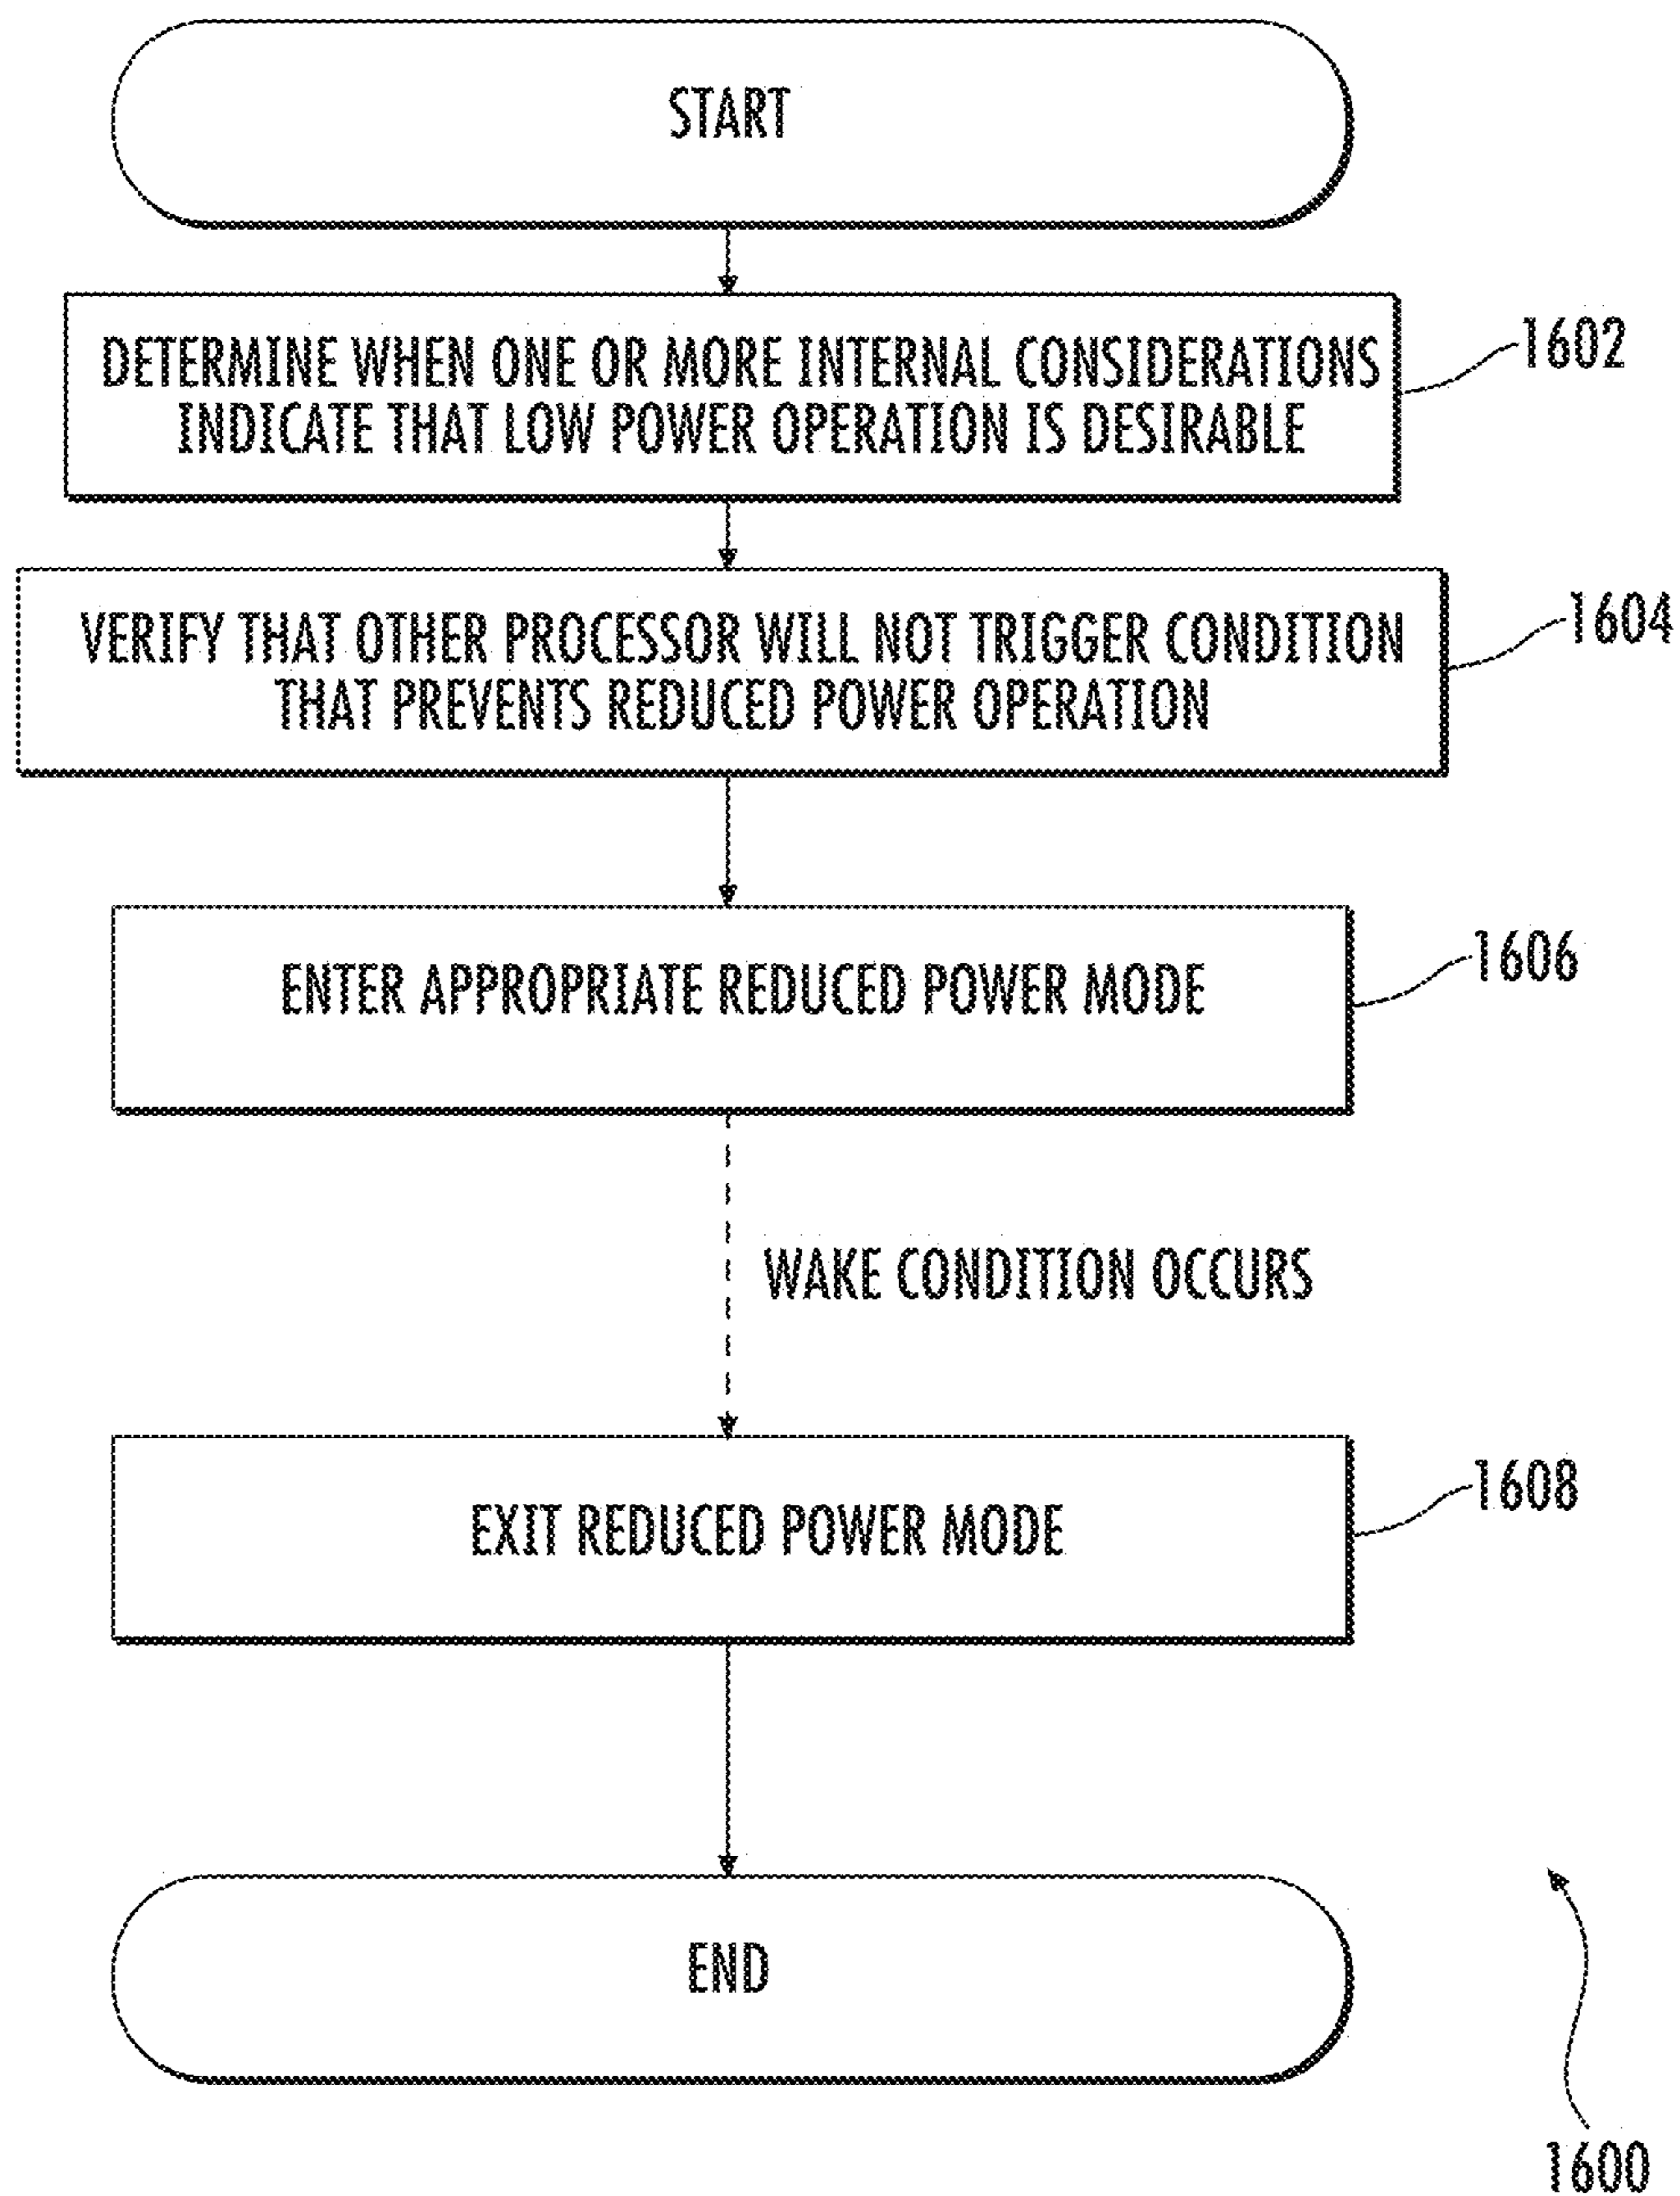 START
DETERMINE WHEN ONE OR MORE INTERNAL CONSIDERATIONS
INDICATE THAT LOW POWER OPERATION IS DESIRABLE
1602
VERIFY THAT OTHER PROCESSOR WILL NOT TRIGGER CONDITION
THAT PREVENTS REDUCED POWER OPERATION
1604
ENTER APPROPRIATE REDUCED POWER MODE
1606
WAKE CONDITION OCCURS
EXIT REDUCED POWER MODE
1608
END
1600